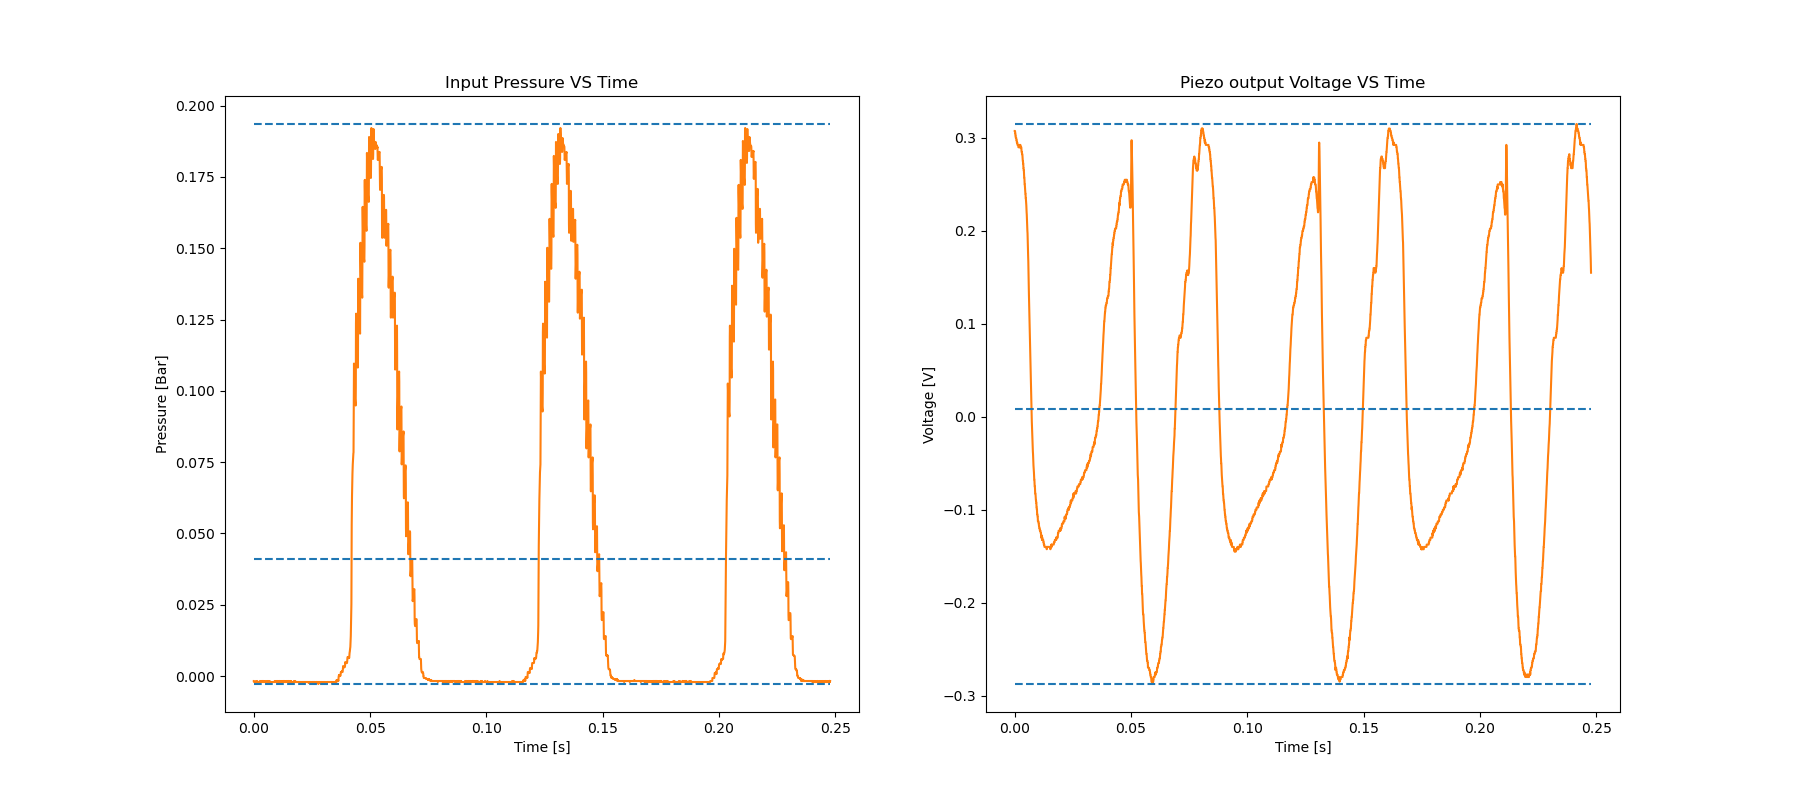 Input Pressure VS Time
0.200
0.175
0.150
0.125
0.100
0.075
0.050
0.025
0.000
Pressure [Bar]
0.00 0.05 0.10 0.15 0.20 0.25
Time [s]
Piezo output Voltage VS Time
0.3
0.2
0.1
0.0
−0.1
−0.2
−0.3
Voltage [V]
0.00 0.05 0.10 0.15 0.20 0.25
Time [s]